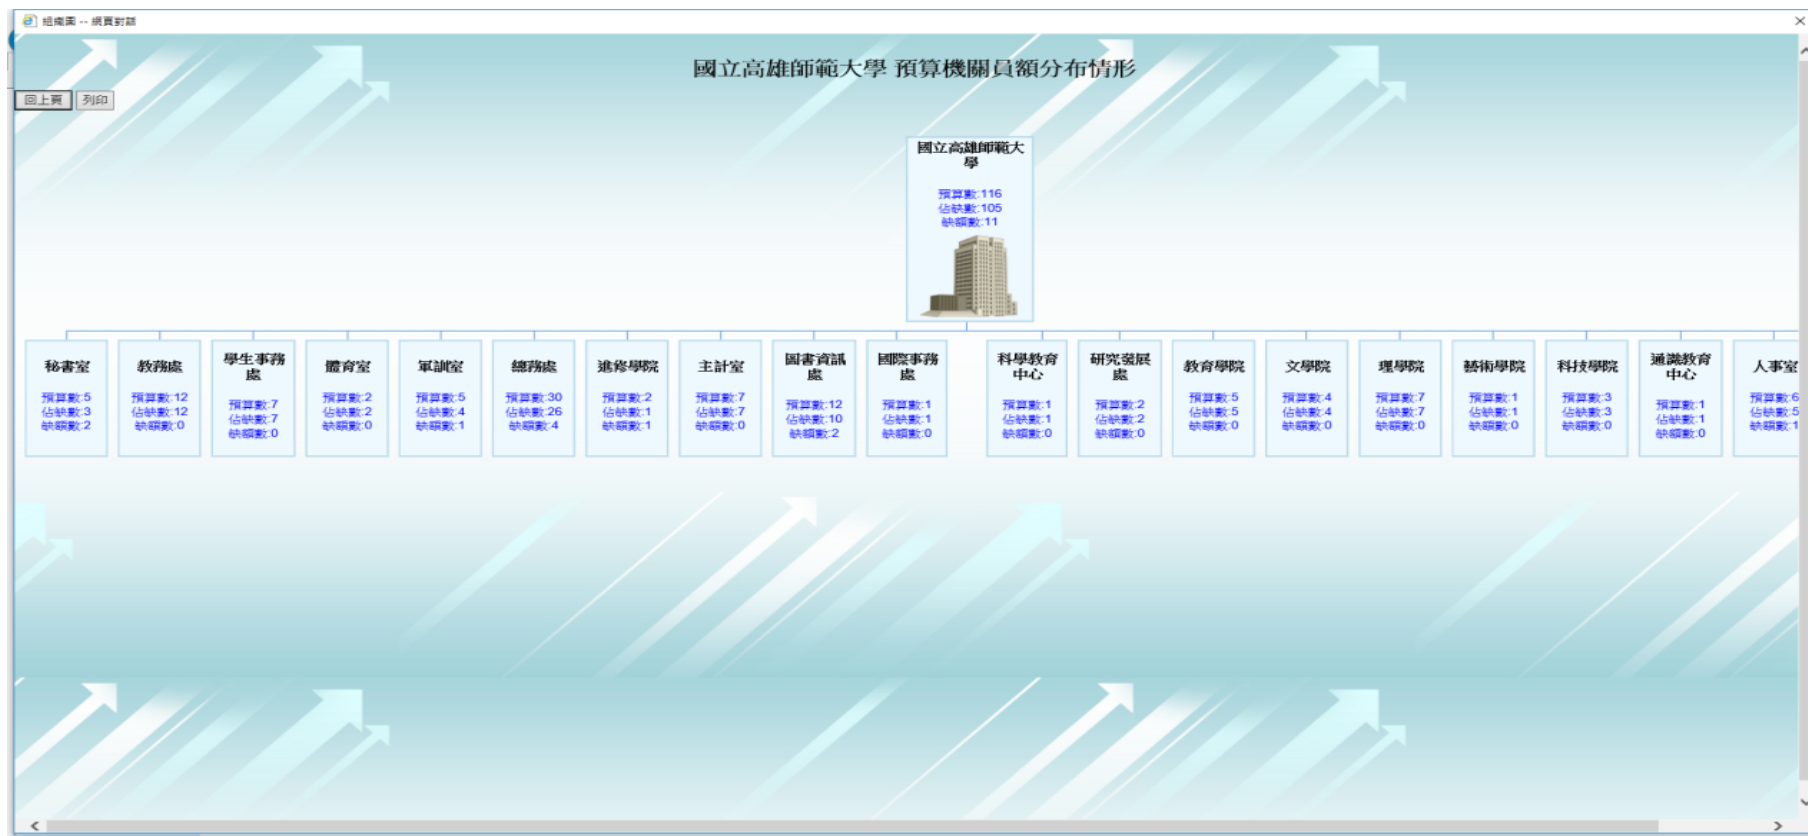 組織圖 -- 網頁對話
國立高雄師範大學 預算機關員額分布情形
回上頁 列印
國立高雄師範大
學
預算數:116
佔缺數:105
缺額數:11
秘書室
預算數:5
佔缺數:3
缺額數:2
教務處
預算數:12
佔缺數:12
缺額數:0
學生事務
處
預算數:7
佔缺數:7
缺額數:0
體育室
預算數:2
佔缺數:2
缺額數:0
軍訓室
預算數:5
佔缺數:4
缺額數:1
總務處
預算數:30
佔缺數:26
缺額數:4
進修學院
預算數:2
佔缺數:1
缺額數:1
主計室
預算數:7
佔缺數:7
缺額數:0
圖書資訊
處
預算數:12
佔缺數:10
缺額數:2
國際事務
處
預算數:1
佔缺數:1
缺額數:0
科學教育
中心
預算數:1
佔缺數:1
缺額數:0
研究發展
處
預算數:2
佔缺數:2
缺額數:0
教育學院
預算數:5
佔缺數:5
缺額數:0
文學院
預算數:4
佔缺數:4
缺額數:0
理學院
預算數:7
佔缺數:7
缺額數:0
藝術學院
預算數:1
佔缺數:1
缺額數:0
科技學院
預算數:3
佔缺數:3
缺額數:0
通識教育
中心
預算數:1
佔缺數:1
缺額數:0
人事室
預算數:6
佔缺數:5
缺額數:1